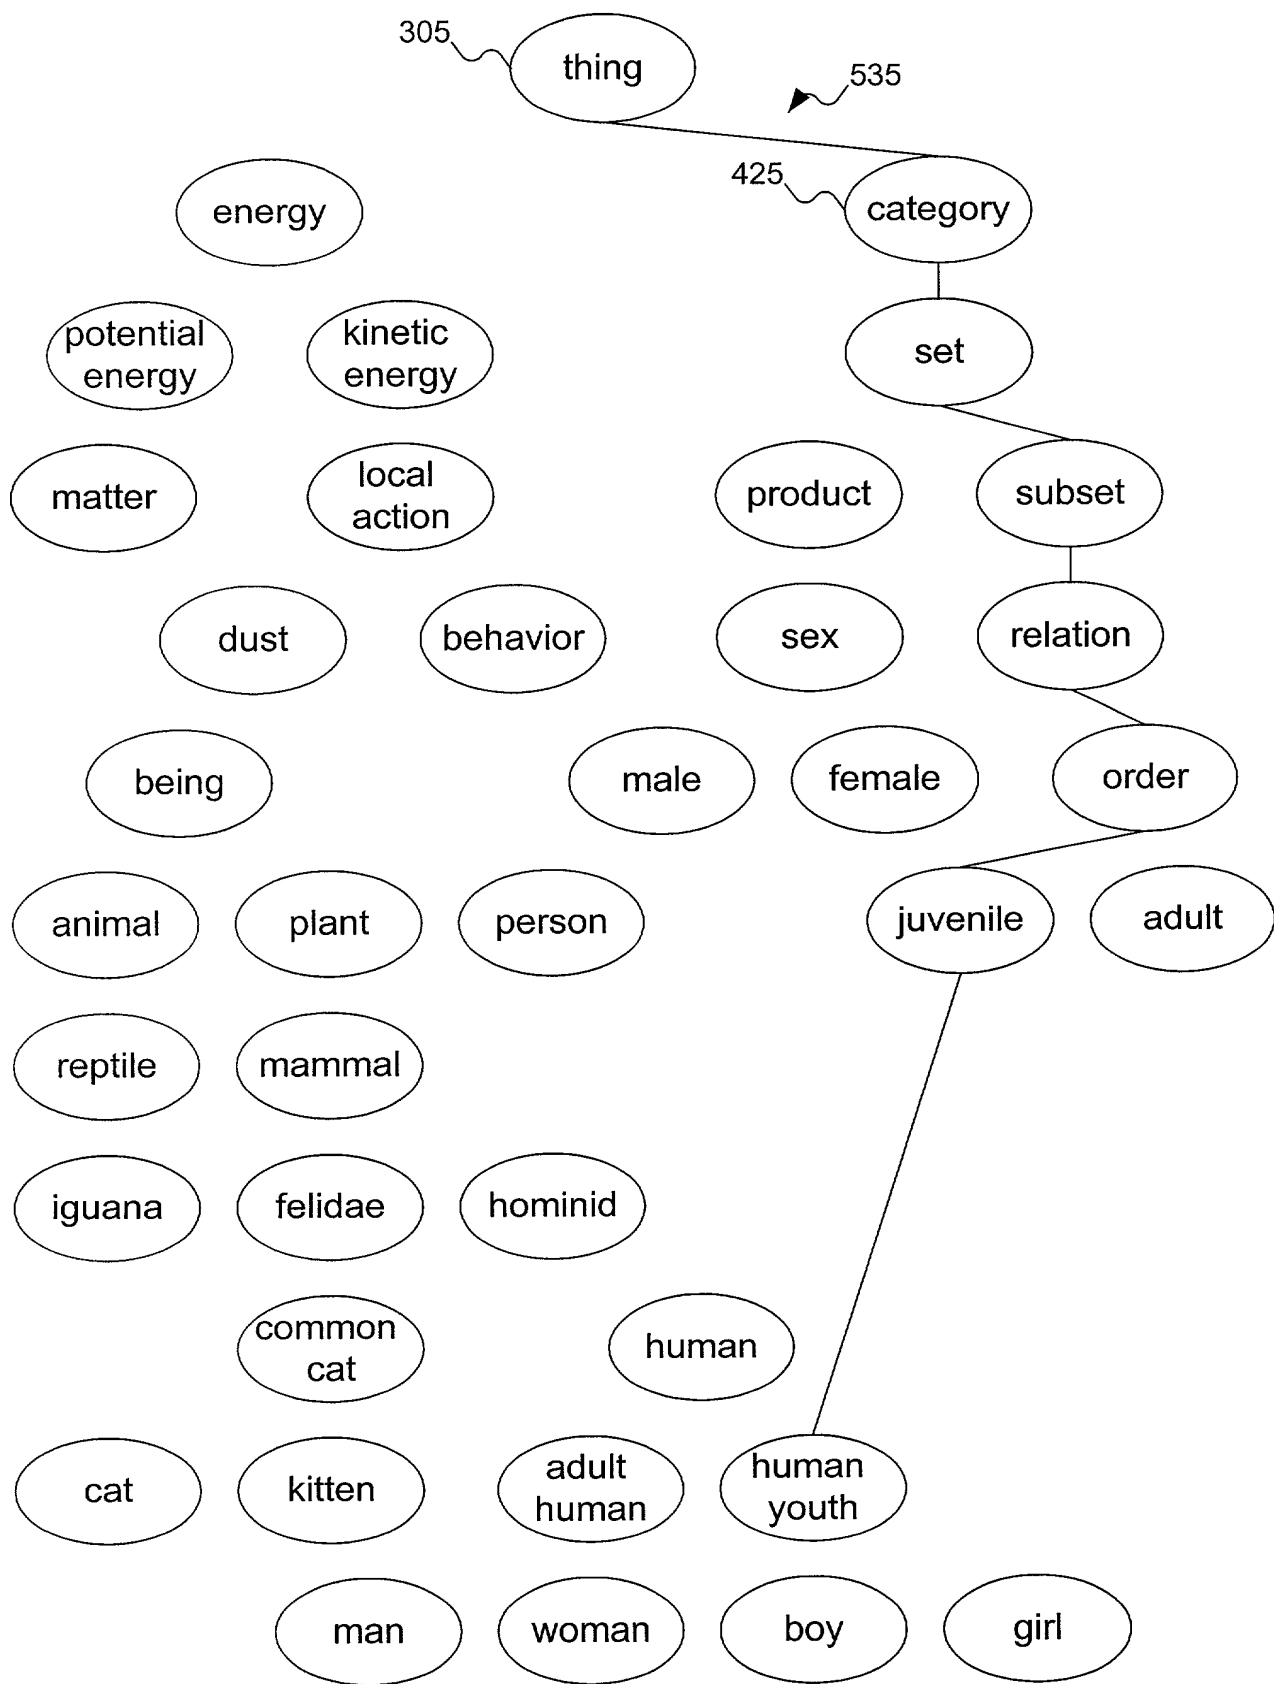 305
thing
535
425
category
energy
set
potential
energy
kinetic
energy
matter
local
action
product
subset
dust
behavior
sex
relation
being
male
female
order
animal
plant
person
juvenile
adult
reptile
mammal
iguana
felidae
hominid
common
cat
human
cat
kitten
adult
human
human
youth
man
woman
boy
girl